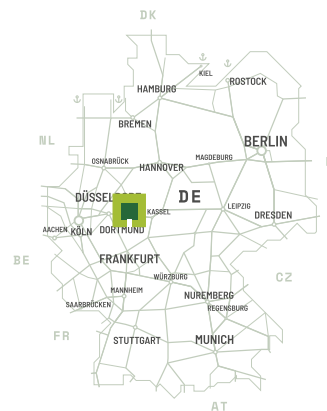 DK
KIEL
ROSTOCK
HAMBURG
BREMEN
NL
BERLIN
OSNABRÜCK
HANNOVER
MAGDEBURG
DE
KASSEL
LEIPZIG
DRESDEN
AACHEN
KÖLN
DORTMUND
BE
FRANKFURT
CZ
WÜRZBURG
MANNHEIM
NUREMBERG
SAARBRÜCKEN
REGENSBURG
FR
STUTTGART
MUNICH
AT